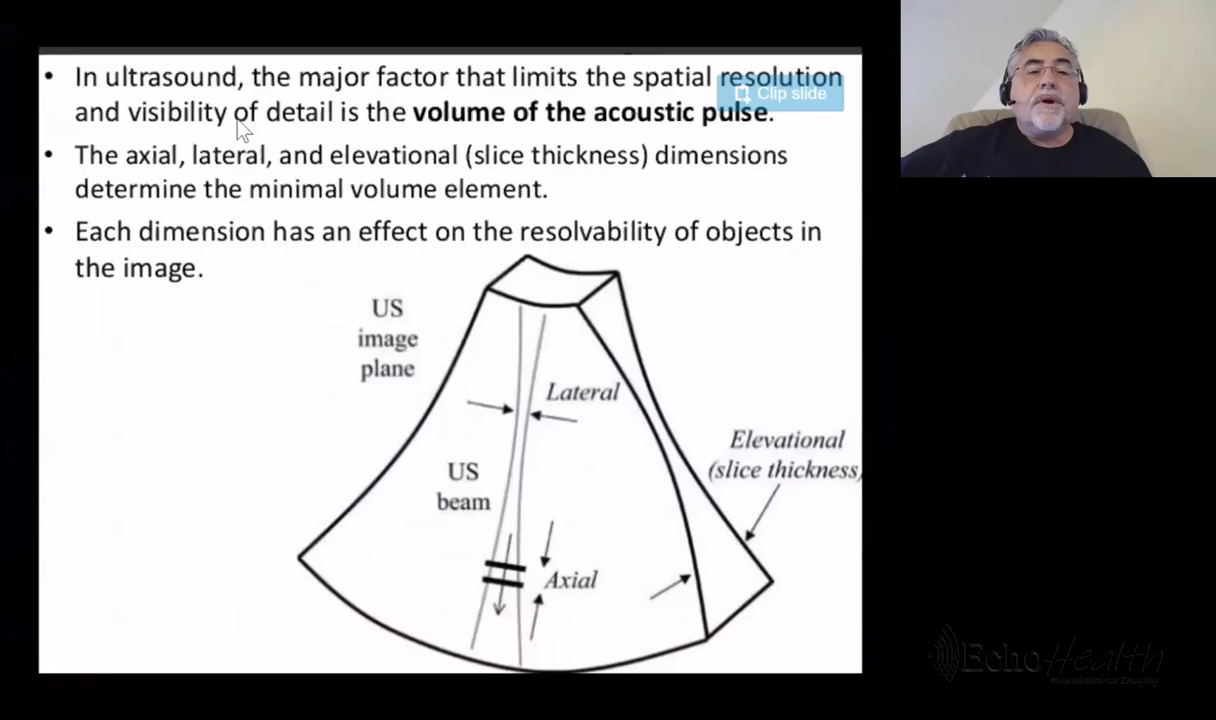 • In ultrasound, the major factor that limits the spatial resolution
and visibility of detail is the volume of the acoustic pulse.
Clip slide
• The axial, lateral, and elevational (slice thickness) dimensions
determine the minimal volume element.
• Each dimension has an effect on the resolvability of objects in
the image.
US
image
plane
Lateral
Elevational
(slice thickness
US
beam
Axial
EchoHealth
Musculoskeletal Imaging